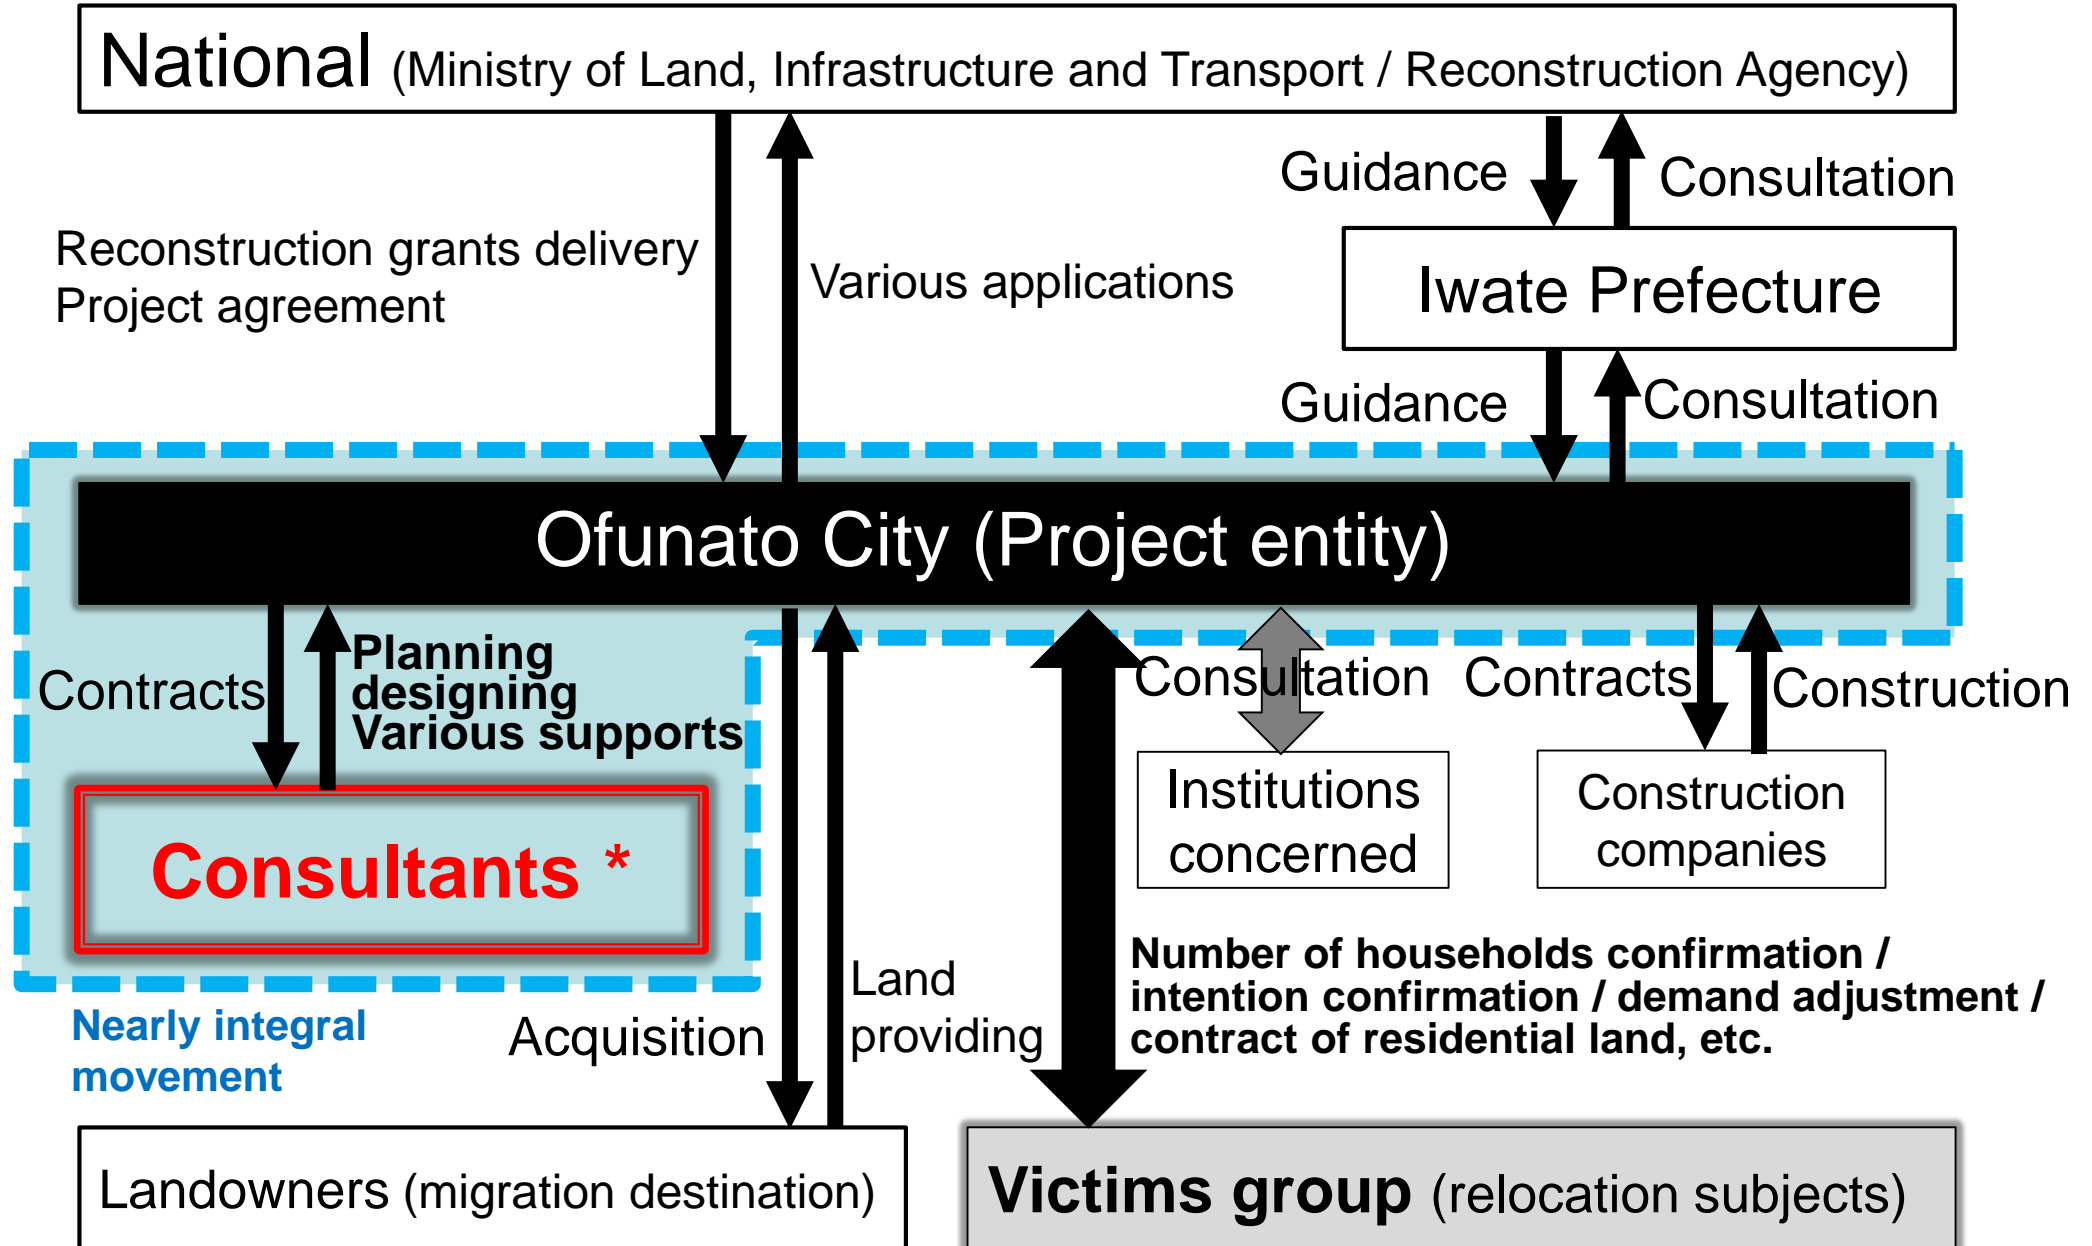 National (Ministry of Land, Infrastructure and Transport / Reconstruction Agency)
Guidance
Consultation
Reconstruction grants delivery
Project agreement
Various applications
Iwate Prefecture
Guidance
Consultation
Ofunato City (Project entity)
Contracts
Planning
designing
Various supports
Consultation
Contracts
Construction
Institutions
concerned
Construction
companies
Consultants *
Nearly integral
movement
Acquisition
Land
providing
Number of households confirmation /
intention confirmation / demand adjustment /
contract of residential land, etc.
Landowners (migration destination)
Victims group (relocation subjects)